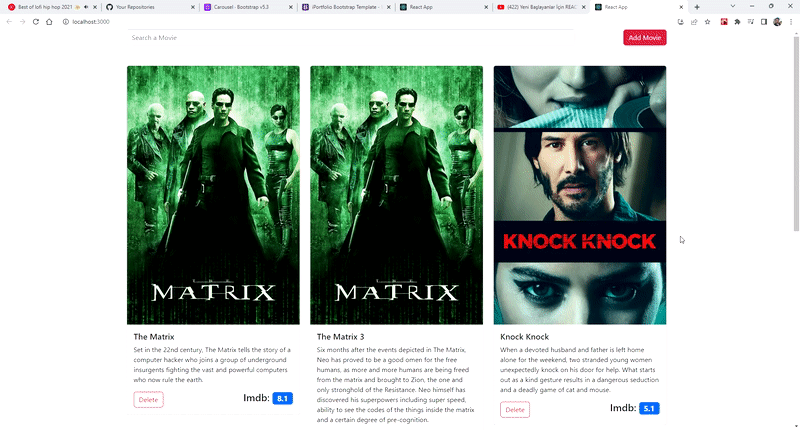 Best of lofi hip hop 2021
Your Repositories
Carousel · Bootstrap v5.3
iPortfolio Bootstrap Template -
React App
(422) Yeni Başlayanlar İçin REAC
React App
localhost:3000
Search a Movie
Add Movie
THE
MATRIX
THE
MATRIX
KNOCK KNOCK
The Matrix
Set in the 22nd century, The Matrix tells the story of a
computer hacker who joins a group of underground
insurgents fighting the vast and powerful computers
who now rule the earth.
Delete
Imdb: 8.1
The Matrix 3
Six months after the events depicted in The Matrix,
Neo has proved to be a good omen for the free
humans, as more and more humans are being freed
from the matrix and brought to Zion, the one and
only stronghold of the Resistance. Neo himself has
discovered his superpowers including super speed,
ability to see the codes of the things inside the matrix
and a certain degree of pre-cognition.
Knock Knock
When a devoted husband and father is left home
alone for the weekend, two stranded young women
unexpectedly knock on his door for help. What starts
out as a kind gesture results in a dangerous seduction
and a deadly game of cat and mouse.
Delete
Imdb: 5.1